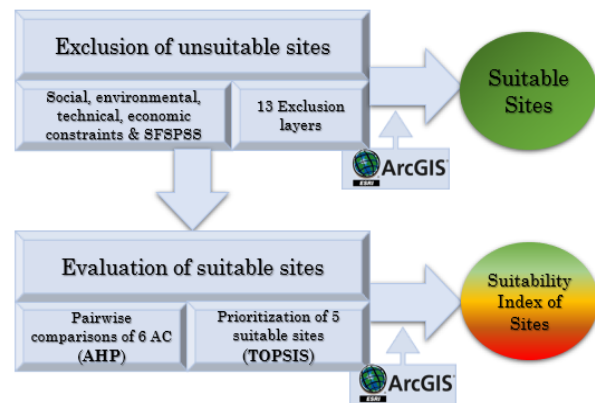 Exclusion of unsuitable sites
Social, environmental,
technical, economic
constraints & SFSPSS
13 Exclusion
layers
Suitable
Sites
ESRI
ArcGIS
Evaluation of suitable sites
Pairwise
comparisons of 6 AC
(AHP)
Prioritization of 5
suitable sites
(TOPSIS)
Suitability
Index of
Sites
ESRI
ArcGIS